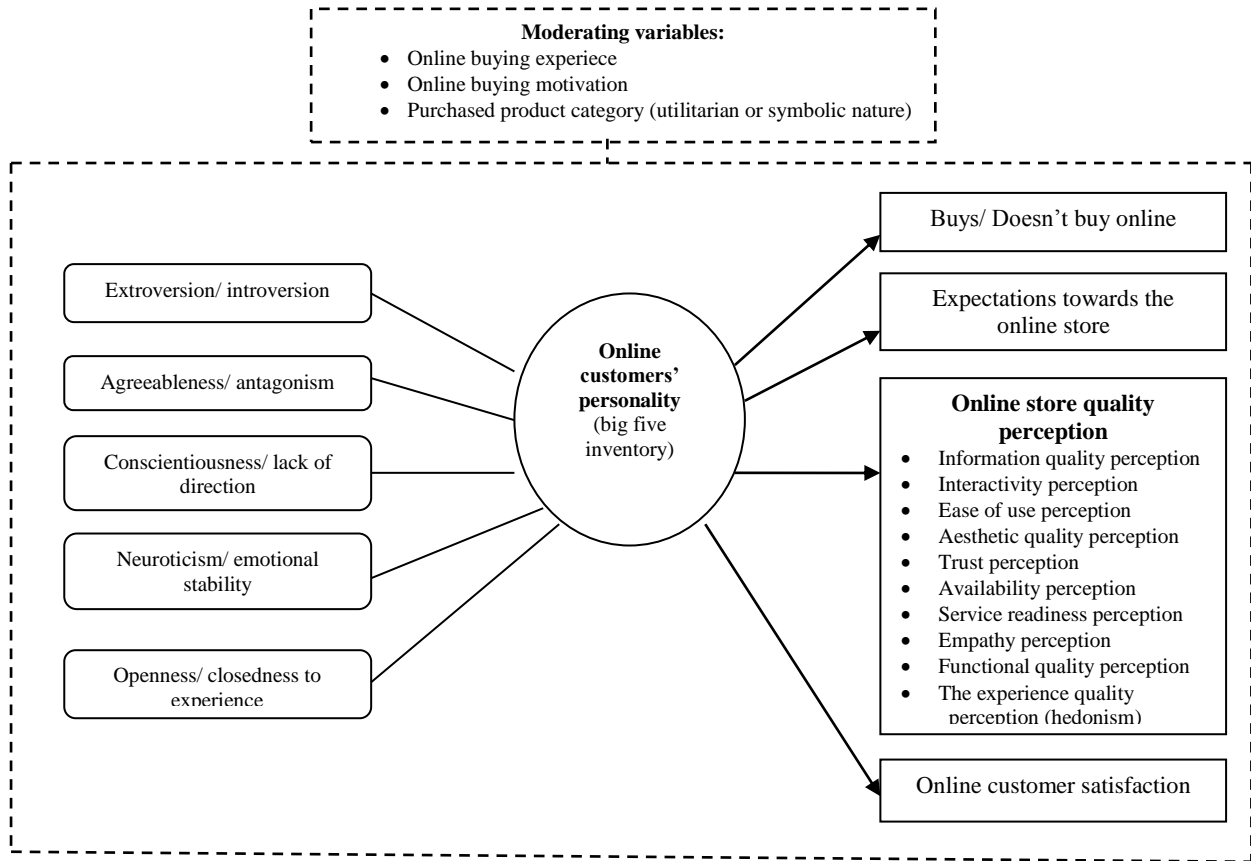 Moderating variables:
• Online buying experiece
• Online buying motivation
• Purchased product category (utilitarian or symbolic nature)
Extroversion/ introversion
Agreeableness/ antagonism
Conscientiousness/ lack of
direction
Neuroticism/ emotional
stability
Openness/ closedness to
experience
Online
customers’
personality
(big five
inventory)
Buys/ Doesn’t buy online
Expectations towards the
online store
Online store quality
perception
• Information quality perception
• Interactivity perception
• Ease of use perception
• Aesthetic quality perception
• Trust perception
• Availability perception
• Service readiness perception
• Empathy perception
• Functional quality perception
• The experience quality
perception (hedonism)
Online customer satisfaction